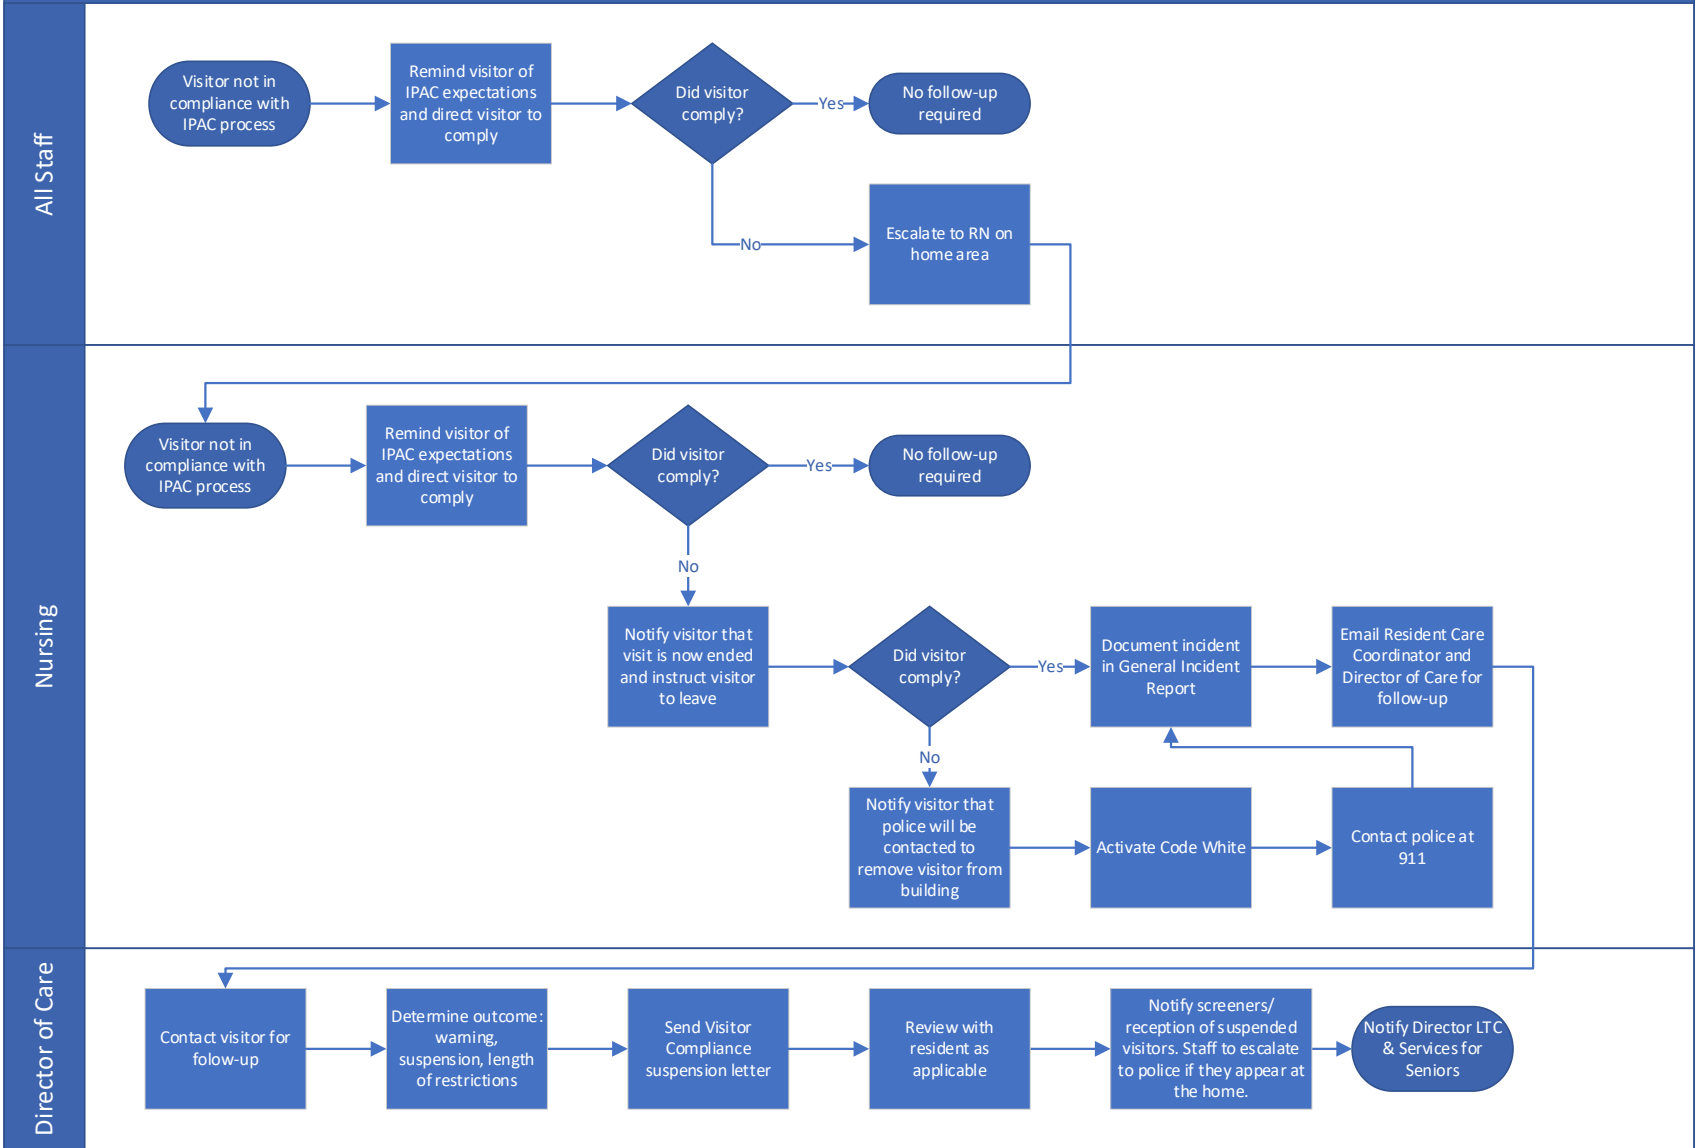 All Staff
Visitor not in
compliance with
IPAC process
Remind visitor of
IPAC expectations
and direct visitor to
comply
Did visitor
comply?
Yes
No follow-up
required
No
Escalate to RN on
home area
Nursing
Visitor not in
compliance with
IPAC process
Remind visitor of
IPAC expectations
and direct visitor to
comply
Did visitor
comply?
Yes
No follow-up
required
No
Notify visitor that
visit is now ended
and instruct visitor
to leave
Did visitor
comply?
Yes
Document incident
in General Incident
Report
Email Resident Care
Coordinator and
Director of Care for
follow-up
No
Notify visitor that
police will be
contacted to
remove visitor from
building
Activate Code White
Contact police at
911
Director of Care
Contact visitor for
folow-up
Determine outcome:
warning,
suspension, length
of restrictions
Send Visitor
Compliance
suspension letter
Review with
resident as
applicable
Notify screeners/
reception of suspended
visitors. Staff to escalate
to police if they appear at
the home.
Notify Director LTC
& Services for
Seniors